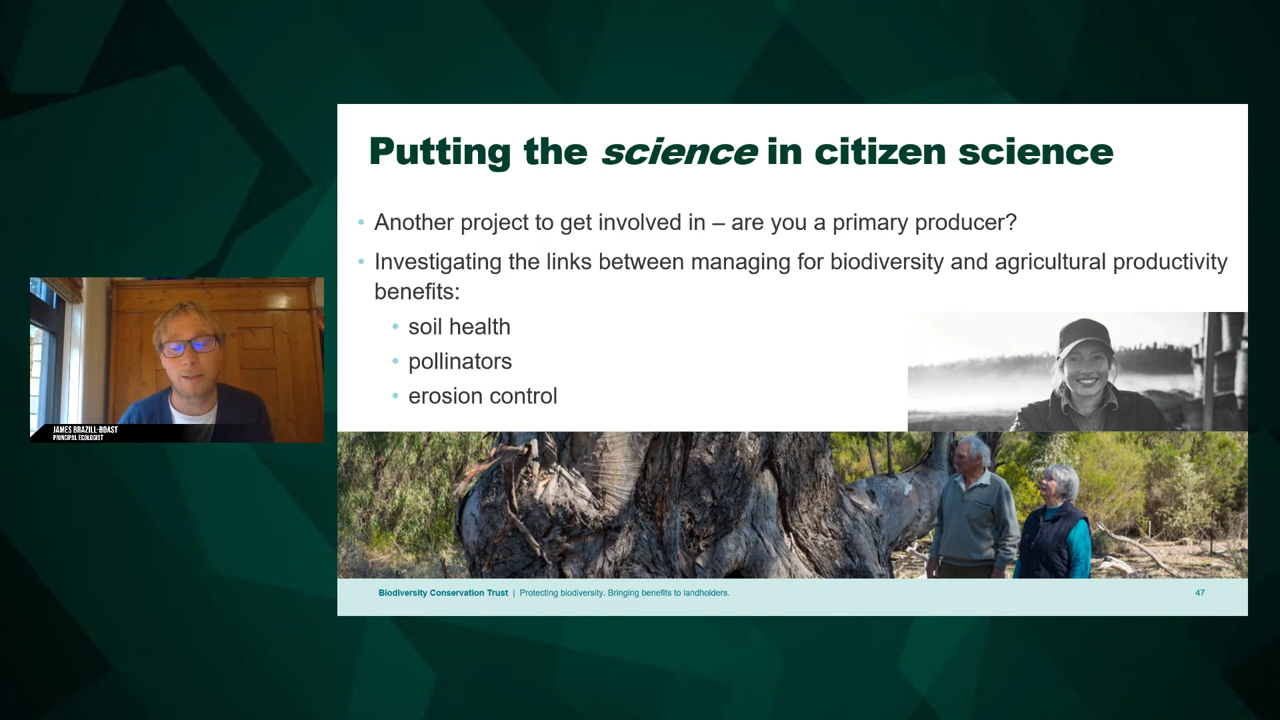 Putting the science in citizen science
• Another project to get involved in – are you a primary producer?
• Investigating the links between managing for biodiversity and agricultural productivity
benefits:
• soil health
• pollinators
• erosion control
JAMES BRAZILL-BOAST
PRINCIPAL ECOLOGIST
Biodiversity Conservation Trust | Protecting biodiversity. Bringing benefits to landholders.
47